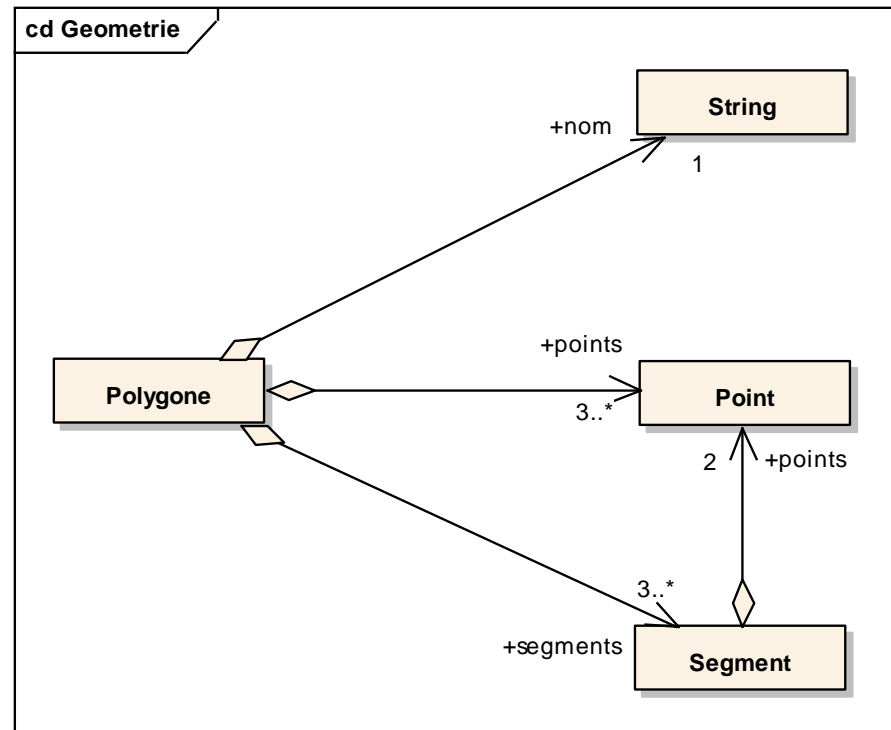 cd Geometrie
String
+nom
1
+points
Polygone
Point
3..*
2
+points
3..*
+segments
Segment